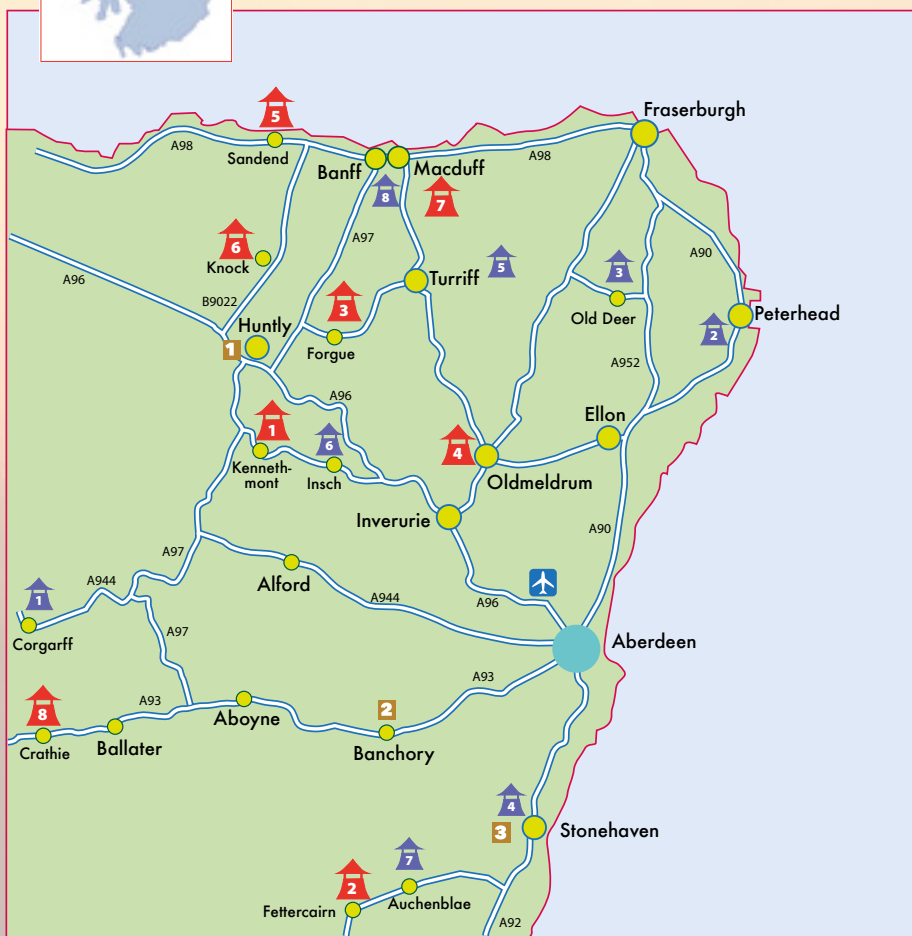 5
Fraserburgh
A98
Sandend
Banff
Macduff
A98
8
7
6
Knock
A97
A96
B9022
Turriff
5
3
A90
3
Old Deer
Peterhead
2
Huntly
1
Forgue
A952
A96
Ellon
1
6
4
Kenneth-
mont
Insch
Oldmeldrum
Inverurie
A90
A97
A944
1
Alford
A944
A96
Corgarff
A97
Aberdeen
A93
8
A93
2
Crathie
Ballater
Aboyne
Banchory
4
3
Stonehaven
7
2
Fettercairn
Auchenblae
A92